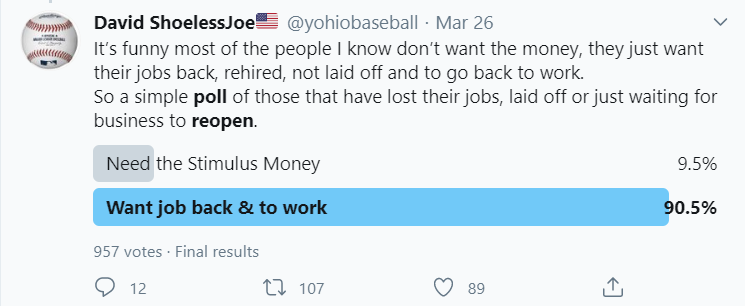 David ShoelessJoe🇺🇸 @yohiobaseball · Mar 26
It’s funny most of the people I know don’t want the money, they just want
their jobs back, rehired, not laid off and to go back to work.
So a simple poll of those that have lost their jobs, laid off or just waiting for
business to reopen.
Need the Stimulus Money 9.5%
Want job back & to work 90.5%
957 votes · Final results
12 107 89